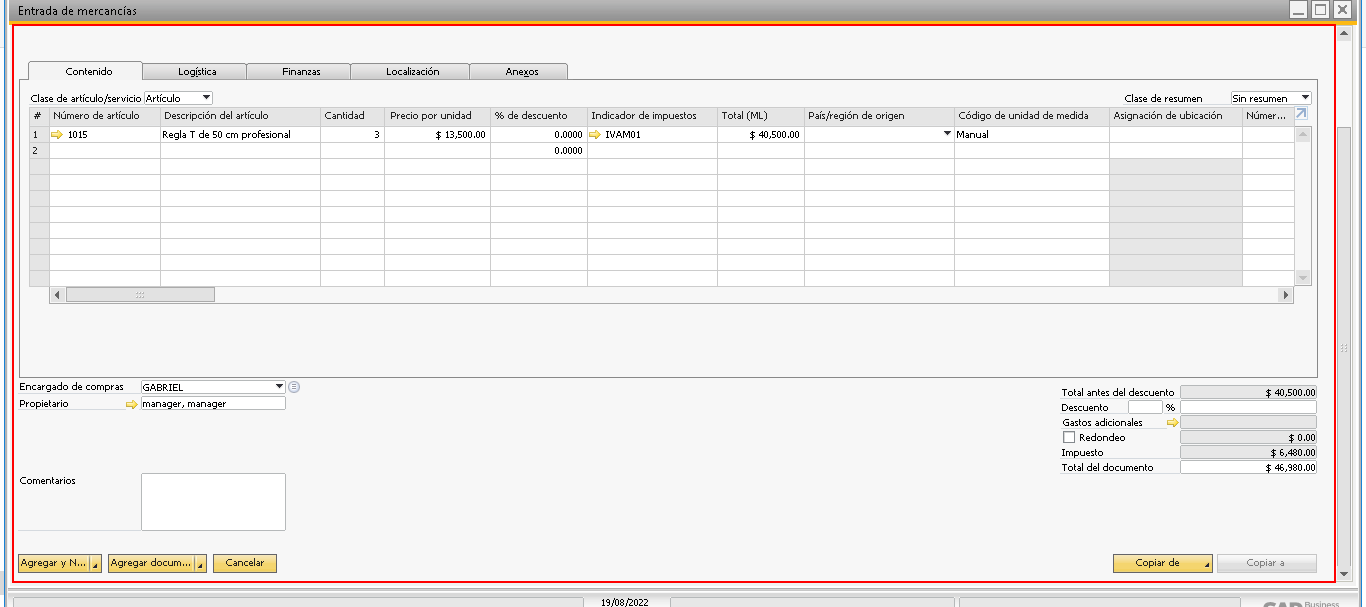 Entrada de mercancías
Contenido Logística Finanzas Localización Anexos
Clase de artículo/servicio Artículo Clase de resumen Sin resumen
# Número de artículo Descripción del artículo Cantidad Precio por unidad % de descuento Indicador de impuestos Total (ML) País/región de origen Código de unidad de medida Asignación de ubicación Númer...
1 1015 Regla T de 50 cm profesional 3 $ 13,500.00 0.0000 IVAM01 $ 40,500.00 Manual
2 0.0000
Encargado de compras GABRIEL
Propietario manager, manager
Total antes del descuento $ 40,500.00
Descuento %
Gastos adicionales
Redondeo $ 0.00
Impuesto $ 6,480.00
Total del documento $ 46,980.00
Comentarios
Agregar y N... Agregar docum... Cancelar Copiar de Copiar a
19/08/2022
Business